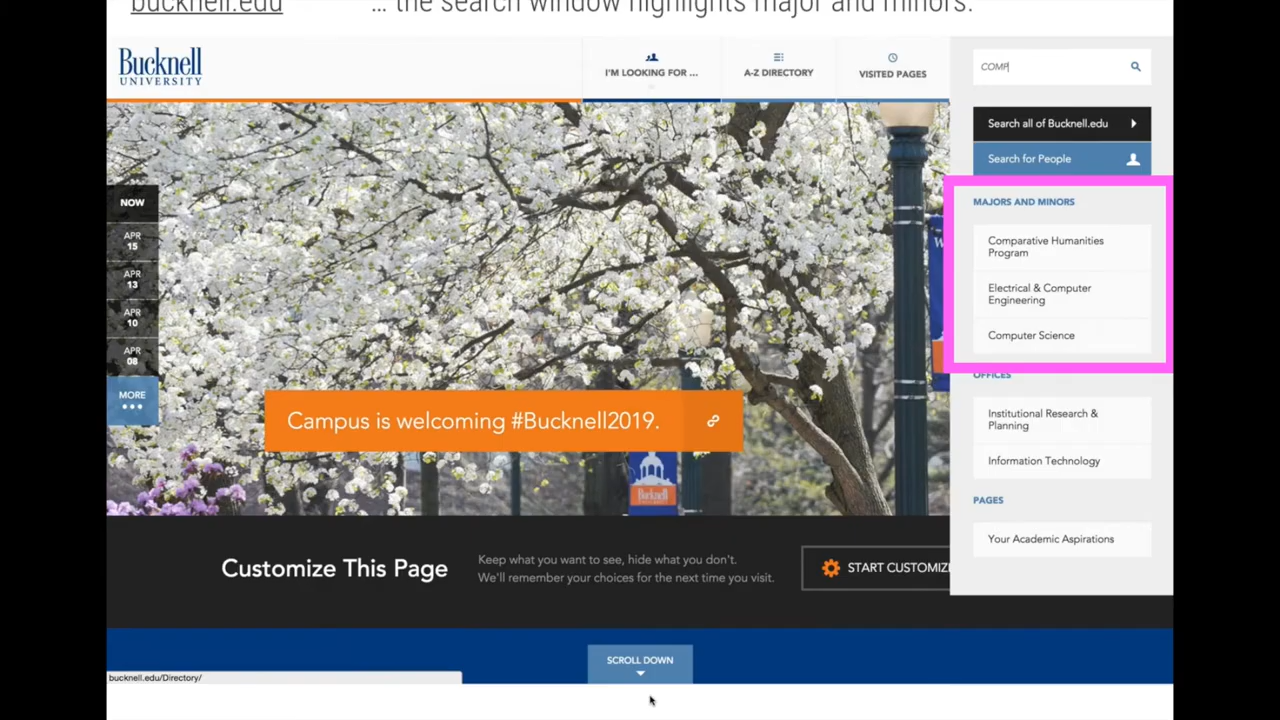 bucknell.edu … the search window highlights major and minors.
Bucknell
UNIVERSITY
I'M LOOKING FOR ...
A-Z DIRECTORY
VISITED PAGES
COMP
Search all of Bucknell.edu
Search for People
NOW
APR
15
APR
13
APR
10
APR
08
MORE
MAJORS AND MINORS
Comparative Humanities
Program
Electrical & Computer
Engineering
Computer Science
OFFICES
Institutional Research &
Planning
Information Technology
PAGES
Your Academic Aspirations
Campus is welcoming #Bucknell2019.
Bucknell
Customize This Page
Keep what you want to see, hide what you don't.
We'll remember your choices for the next time you visit.
START CUSTOMIZI
SCROLL DOWN
bucknell.edu/Directory/